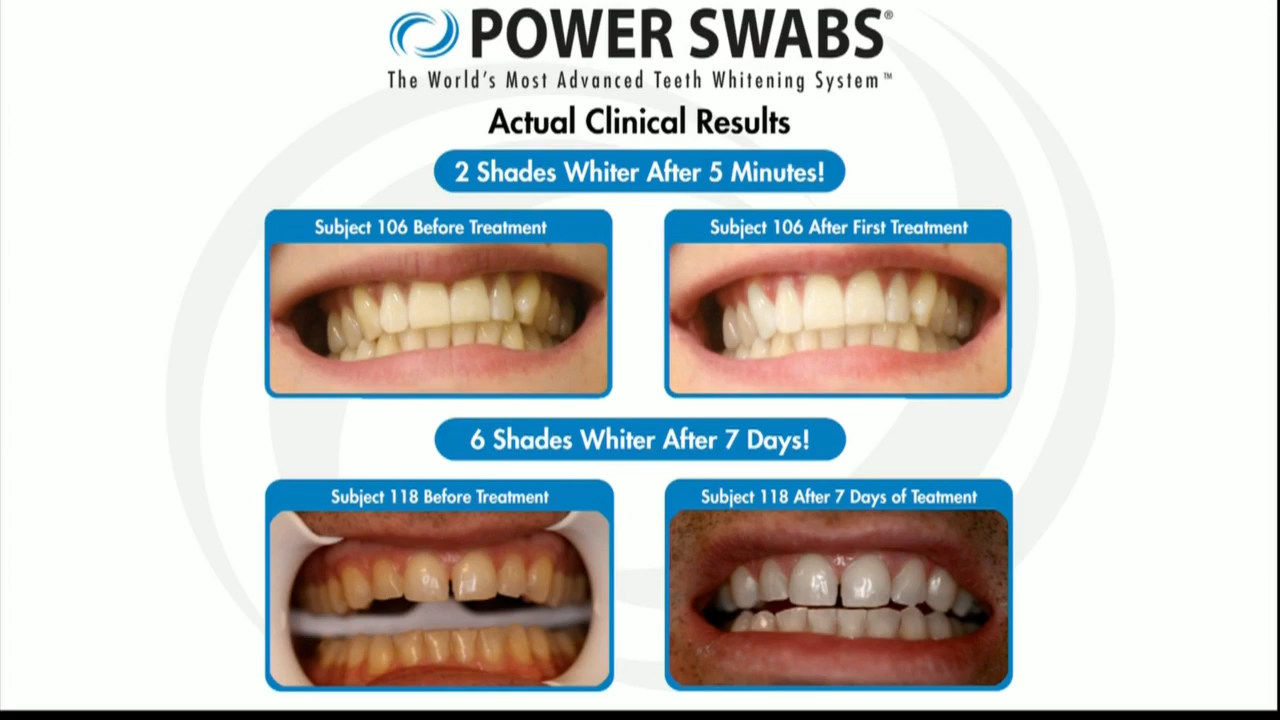 POWER SWABS®
The World's Most Advanced Teeth Whitening System™
Actual Clinical Results
2 Shades Whiter After 5 Minutes!
Subject 106 Before Treatment
Subject 106 After First Treatment
6 Shades Whiter After 7 Days!
Subject 118 Before Treatment
Subject 118 After 7 Days of Teatment